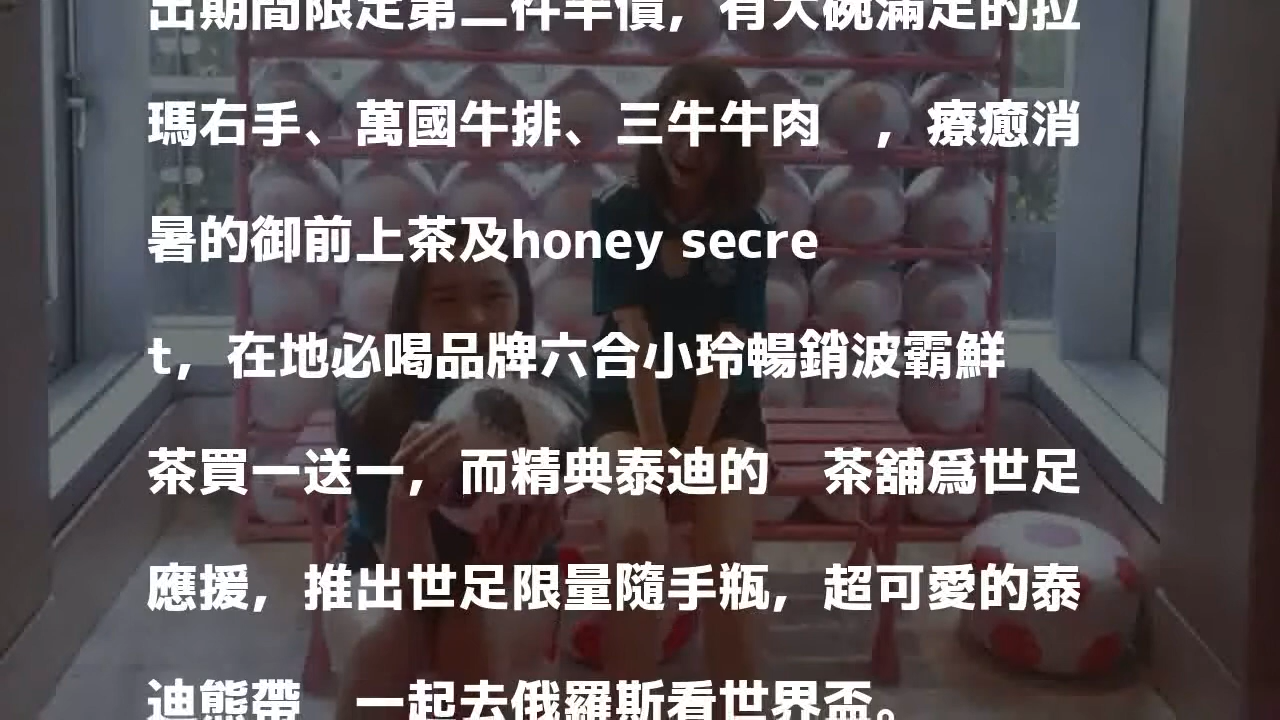 出期間限定第二件半價，有大碗滿足的拉
瑪右手、萬國牛排、三牛牛肉　，療癒消
暑的御前上茶及honey secre
t，在地必喝品牌六合小玲暢銷波霸鮮
茶買一送一，而精典泰迪的　茶舖爲世足
應援，推出世足限量隨手瓶，超可愛的泰
迪熊帶　一起去俄羅斯看世界盃。